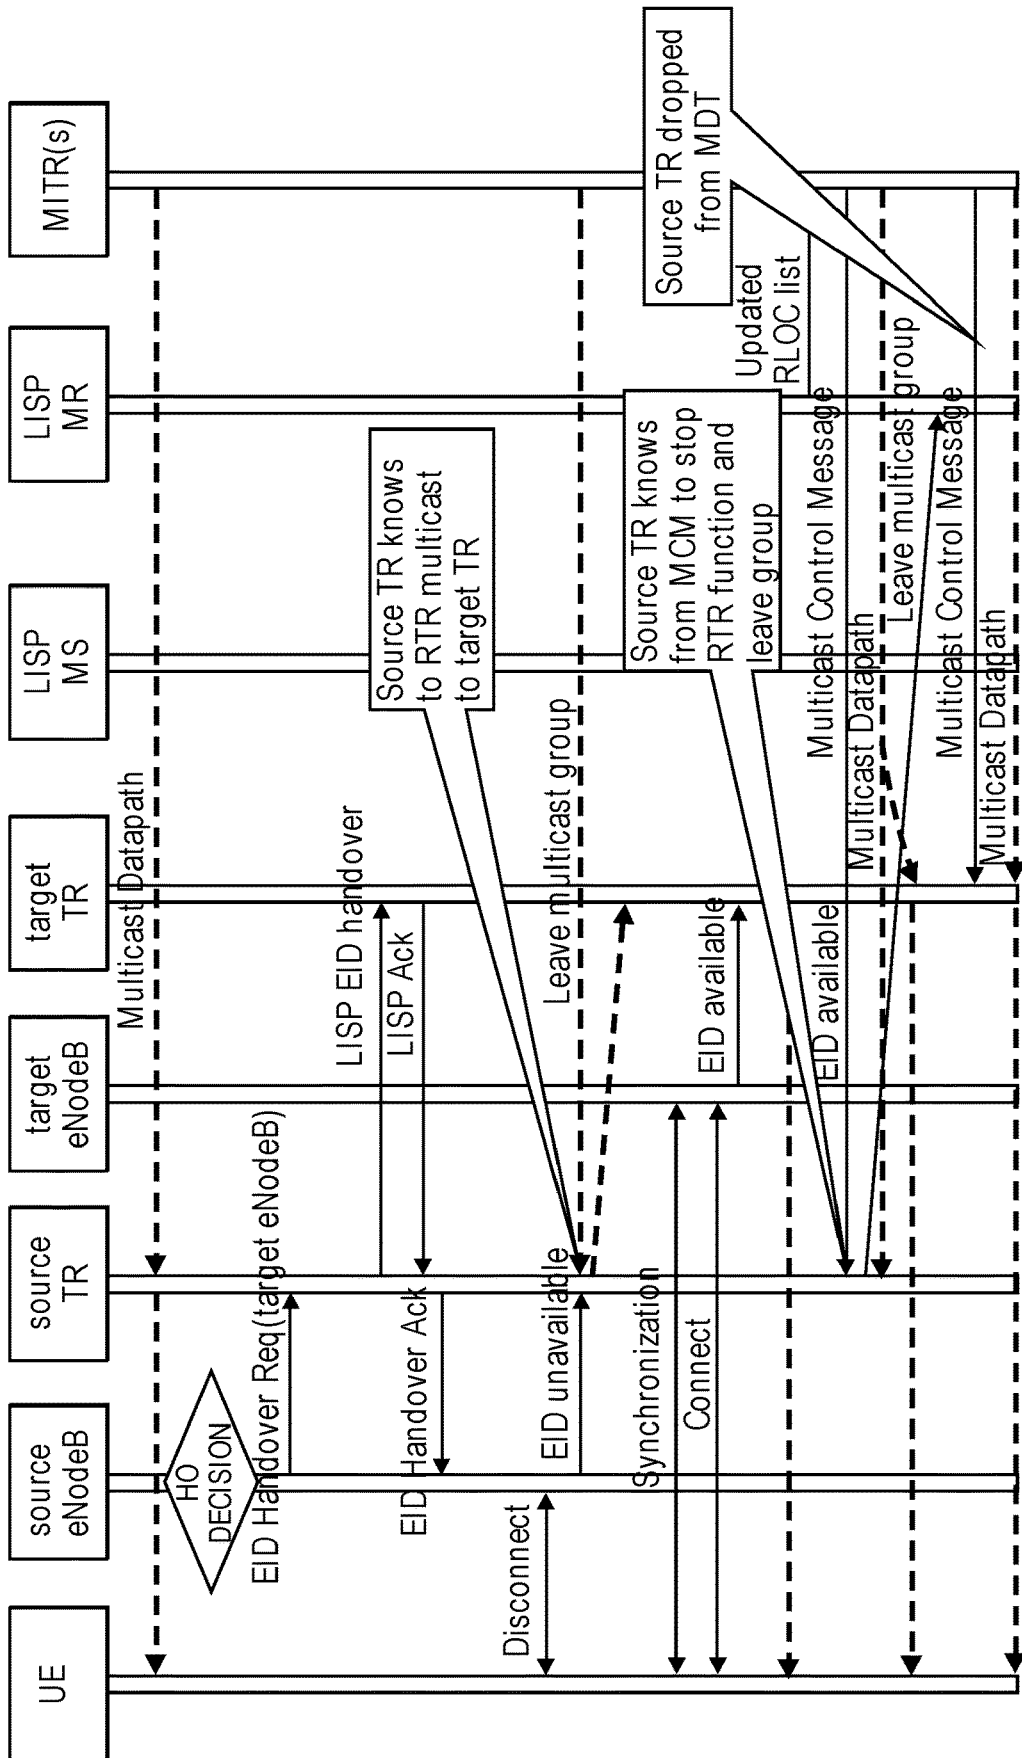 UE
source
eNodeB
source
TR
target
eNodeB
target
TR
LISP
MS
LISP
MR
MITR(s)
Multicast Datapath
HO
DECISION
EID Handover Req(target eNodeB)
LISP EID handover
LISP Ack
EID Handover Ack
Source TR knows
to RTR multicast
to target TR
Disconnect
EID unavailable
Leave multicast group
Synchronization
Connect
EID available
Source TR knows
from MCM to stop
RTR function and
leave group
Source TR dropped
from MDT
Updated
RLOC list
EID available
Multicast Control Message
Multicast Datapath
Leave multicast group
Multicast Control Message
Multicast Datapath